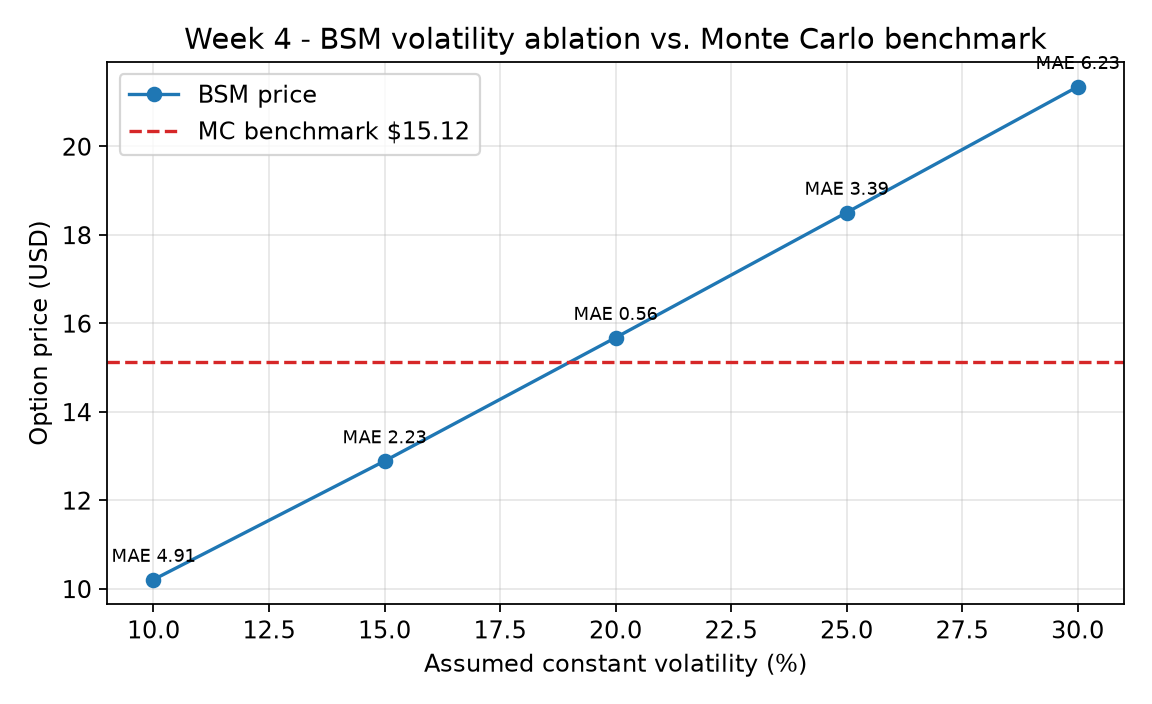 Week 4 - BSM volatility ablation vs. Monte Carlo benchmark
BSM price
MC benchmark $15.12
MAE 6.23
MAE 3.39
MAE 0.56
MAE 2.23
MAE 4.91
20
18
16
14
12
10
Option price (USD)
10.0 12.5 15.0 17.5 20.0 22.5 25.0 27.5 30.0
Assumed constant volatility (%)